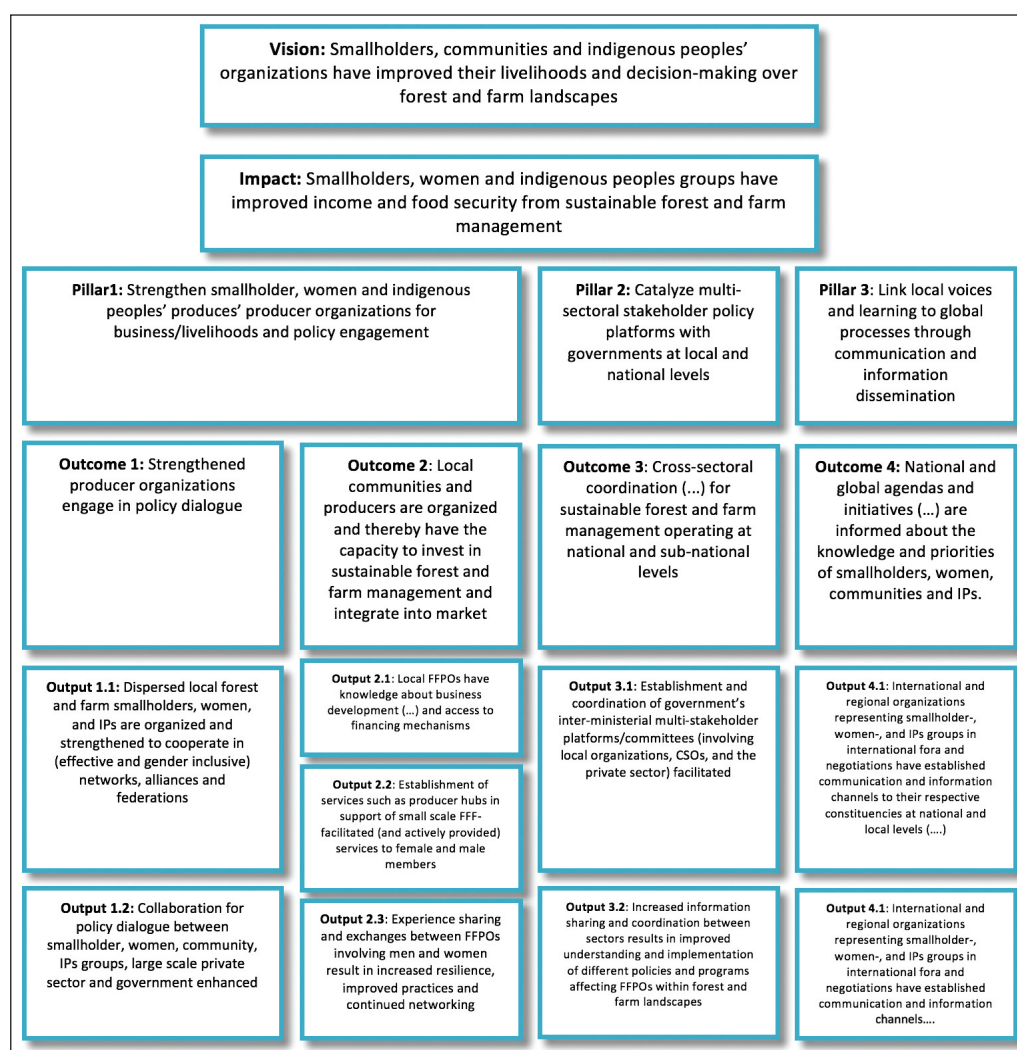 Vision: Smallholders, communities and indigenous peoples'
organizations have improved their livelihoods and decision-making over
forest and farm landscapes
Impact: Smallholders, women and indigenous peoples groups have
improved income and food security from sustainable forest and farm
management
Pillar1: Strengthen smallholder, women and indigenous
peoples' produces' producer organizations for
business/livelihoods and policy engagement
Pillar 2: Catalyze multi-
sectoral stakeholder policy
platforms with
governments at local and
national levels
Pillar 3: Link local voices
and learning to global
processes through
communication and
information
dissemination
Outcome 1: Strengthened
producer organizations
engage in policy dialogue
Outcome 2: Local
communities and
producers are organized
and thereby have the
capacity to invest in
sustainable forest and
farm management and
integrate into market
Outcome 3: Cross-sectoral
coordination (...) for
sustainable forest and farm
management operating at
national and sub-national
levels
Outcome 4: National and
global agendas and
initiatives (...) are
informed about the
knowledge and priorities
of smallholders, women,
communities and IPs.
Output 1.1: Dispersed local forest
and farm smallholders, women,
and IPs are organized and
strengthened to cooperate in
(effective and gender inclusive)
networks, alliances and
federations
Output 2.1: Local FFPOs have
knowledge about business
development (...) and access to
financing mechanisms
Output 2.2: Establishment of
services such as producer hubs in
support of small scale FFF-
facilitated (and actively provided)
services to female and male
members
Output 3.1: Establishment and
coordination of government's
inter-ministerial multi-stakeholder
platforms/committees (involving
local organizations, CSOs, and the
private sector) facilitated
Output 4.1: International and
regional organizations
representing smallholder-,
women-, and IPs groups in
international fora and
negotiations have established
communication and information
channels to their respective
constituencies at national and
local levels (....)
Output 1.2: Collaboration for
policy dialogue between
smallholder, women, community,
IPs groups, large scale private
sector and government enhanced
Output 2.3: Experience sharing
and exchanges between FFPOs
involving men and women
result in increased resilience,
improved practices and
continued networking
Output 3.2: Increased information
sharing and coordination between
sectors results in improved
understanding and implementation
of different policies and programs
affecting FFPOs within forest and
farm landscapes
Output 4.1: International and
regional organizations
representing smallholder-,
women-, and IPs groups in
international fora and
negotiations have established
communication and information
channels....